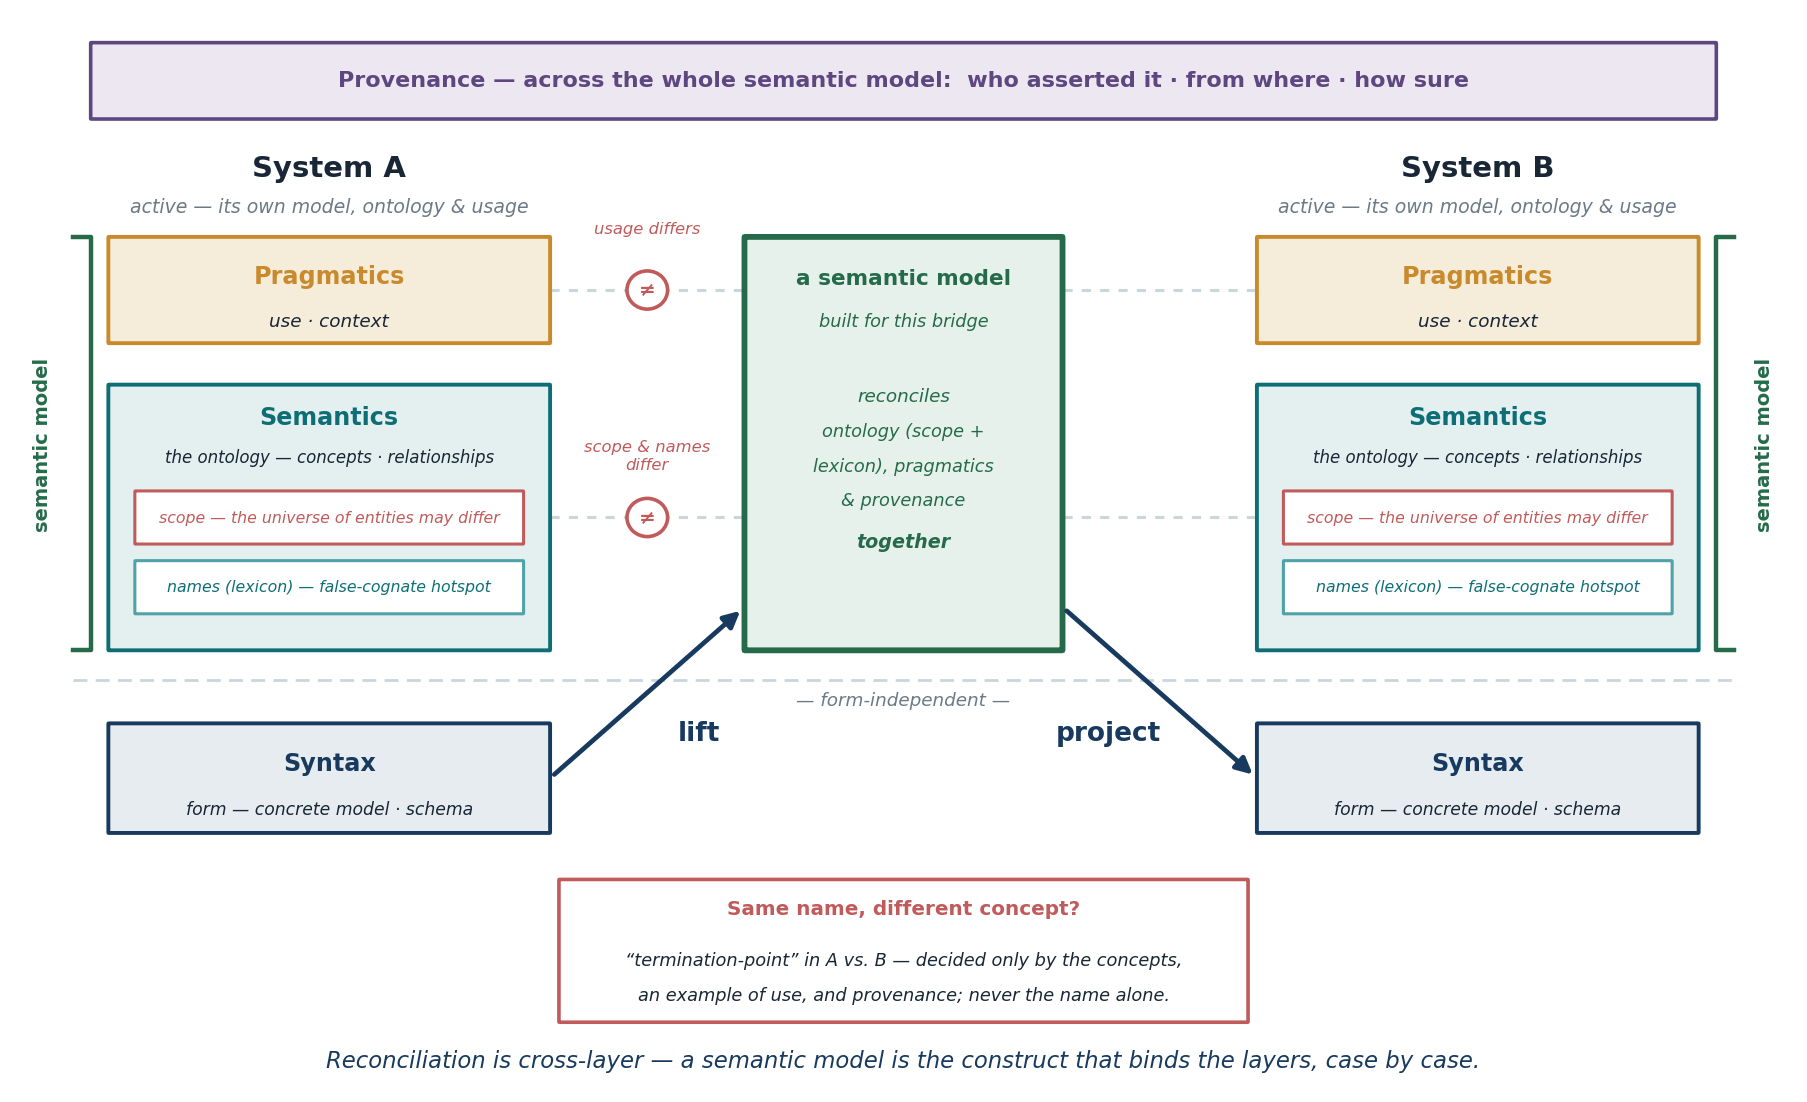 Provenance — across the whole semantic model:  who asserted it · from where · how sure
System A
active — its own model, ontology & usage
semantic model
Pragmatics
use · context
Semantics
the ontology — concepts · relationships
scope — the universe of entities may differ
names (lexicon) — false-cognate hotspot
Syntax
form — concrete model · schema
usage differs
≠
scope & names
differ
≠
a semantic model
built for this bridge
reconciles
ontology (scope +
lexicon), pragmatics
& provenance
together
— form-independent —
lift
project
System B
active — its own model, ontology & usage
Pragmatics
use · context
Semantics
the ontology — concepts · relationships
scope — the universe of entities may differ
names (lexicon) — false-cognate hotspot
semantic model
Syntax
form — concrete model · schema
Same name, different concept?
“termination-point” in A vs. B — decided only by the concepts,
an example of use, and provenance; never the name alone.
Reconciliation is cross-layer — a semantic model is the construct that binds the layers, case by case.